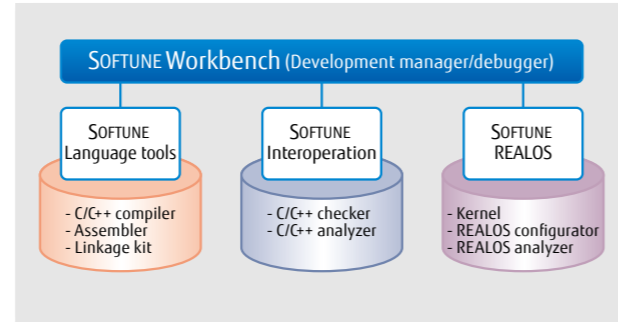 SOFTUNE Workbench (Development manager/debugger)
SOFTUNE
Language tools
- C/C++ compiler
- Assembler
- Linkage kit
SOFTUNE
Interoperation
- C/C++ checker
- C/C++ analyzer
SOFTUNE
REALOS
- Kernel
- REALOS configurator
- REALOS analyzer